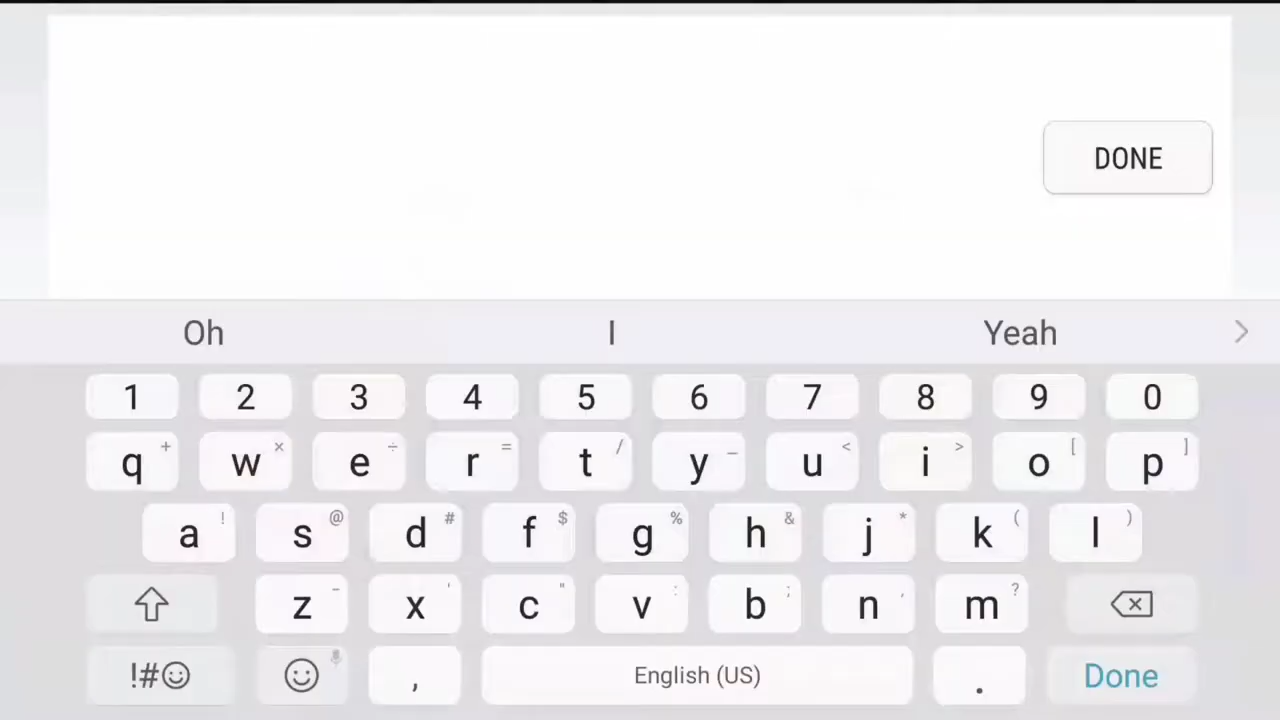 DONE
Oh I Yeah
1 2 3 4 5 6 7 8 9 0
q + w × e ÷ r = t / y _ u < i > o [ p ]
a ! s @ d # f $ g % h & j * k ( l )
z - x ' c " v : b ; n , m ?
!#☺ , English (US) . Done